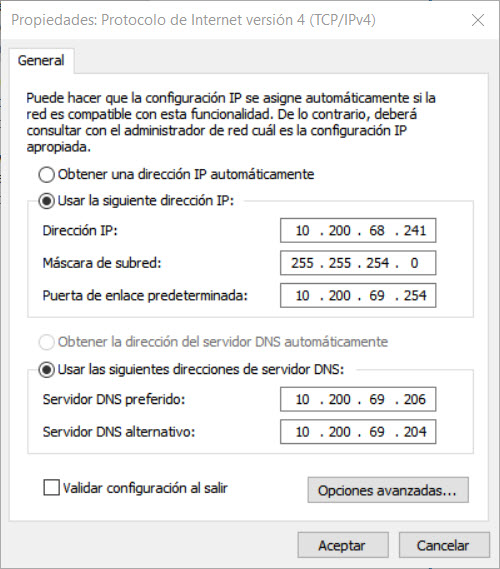 Propiedades: Protocolo de Internet versión 4 (TCP/IPv4)
General
Puede hacer que la configuración IP se asigne automáticamente si la
red es compatible con esta funcionalidad. De lo contrario, deberá
consultar con el administrador de red cuál es la configuración IP
apropiada.
Obtener una dirección IP automáticamente
Usar la siguiente dirección IP:
Dirección IP: 10 . 200 . 68 . 241
Máscara de subred: 255 . 255 . 254 . 0
Puerta de enlace predeterminada: 10 . 200 . 69 . 254
Obtener la dirección del servidor DNS automáticamente
Usar las siguientes direcciones de servidor DNS:
Servidor DNS preferido: 10 . 200 . 69 . 206
Servidor DNS alternativo: 10 . 200 . 69 . 204
Validar configuración al salir
Opciones avanzadas...
Aceptar
Cancelar